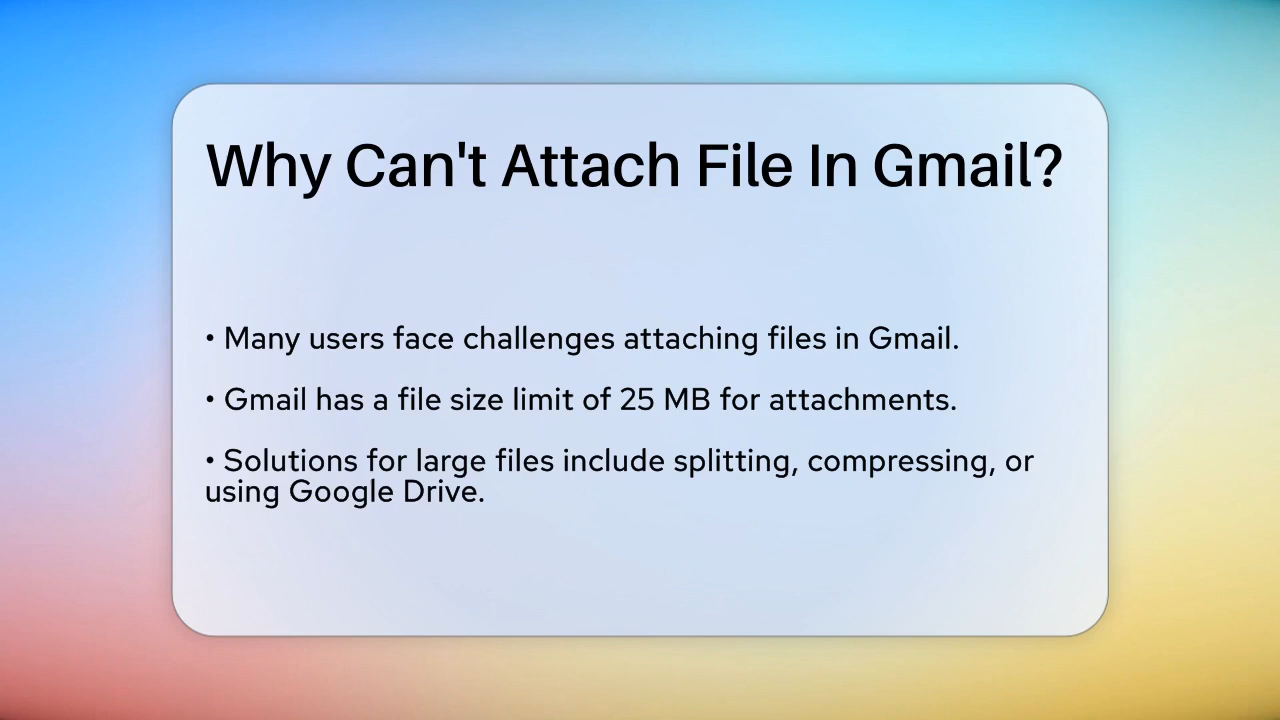 Why Can't Attach File In Gmail?
• Many users face challenges attaching files in Gmail.
• Gmail has a file size limit of 25 MB for attachments.
• Solutions for large files include splitting, compressing, or
using Google Drive.